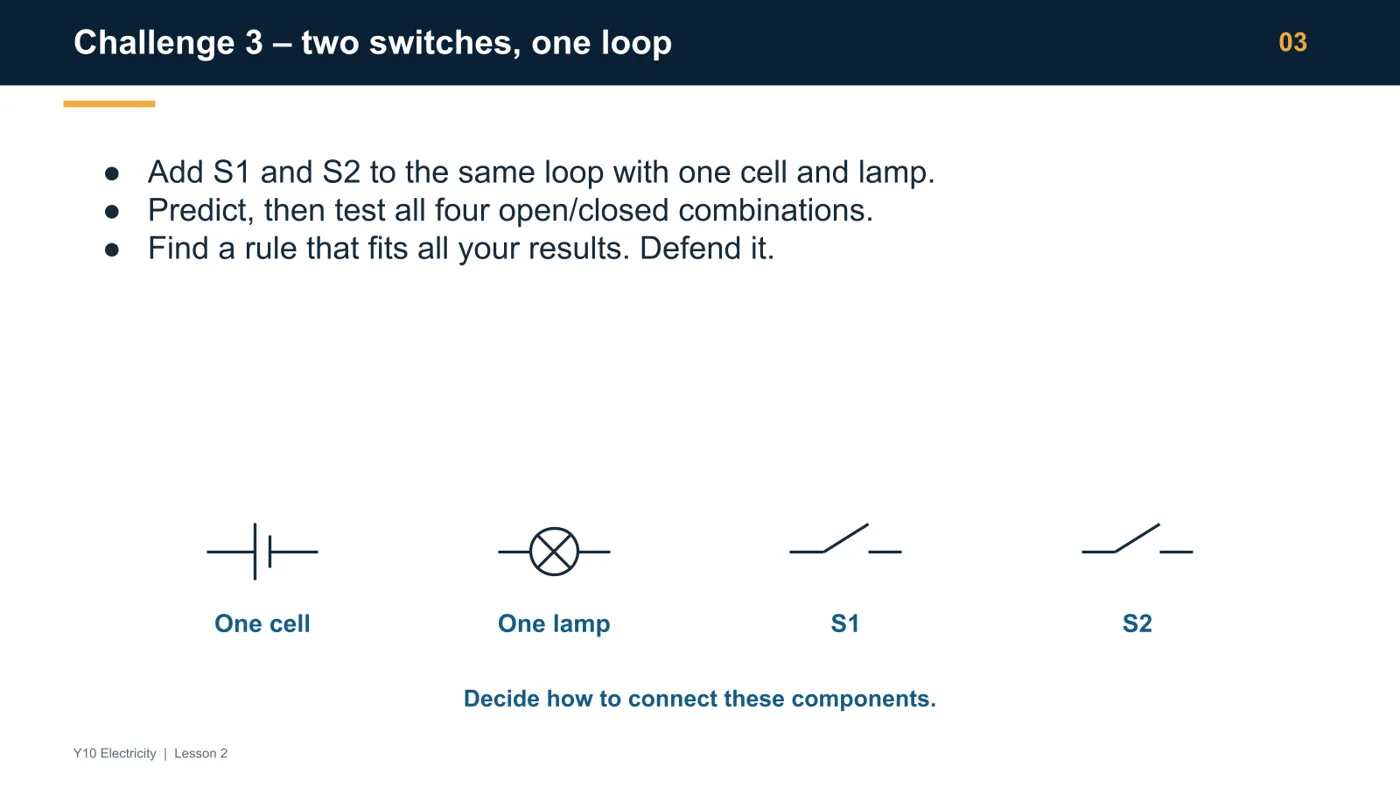 Challenge 3 – two switches, one loop
03
● Add S1 and S2 to the same loop with one cell and lamp.
● Predict, then test all four open/closed combinations.
● Find a rule that fits all your results. Defend it.
One cell
One lamp
S1
S2
Decide how to connect these components.
Y10 Electricity | Lesson 2